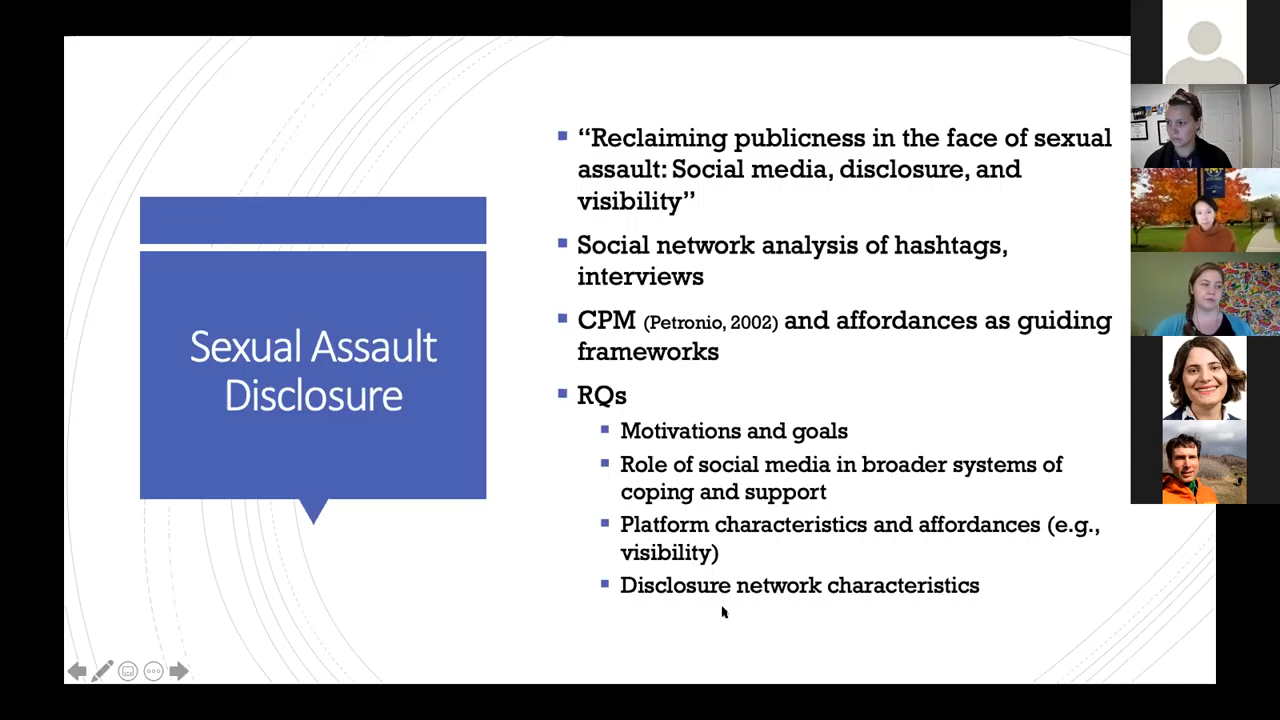 Sexual Assault
Disclosure
“Reclaiming publicness in the face of sexual
assault: Social media, disclosure, and
visibility”
Social network analysis of hashtags,
interviews
CPM (Petronio, 2002) and affordances as guiding
frameworks
RQs
Motivations and goals
Role of social media in broader systems of
coping and support
Platform characteristics and affordances (e.g.,
visibility)
Disclosure network characteristics